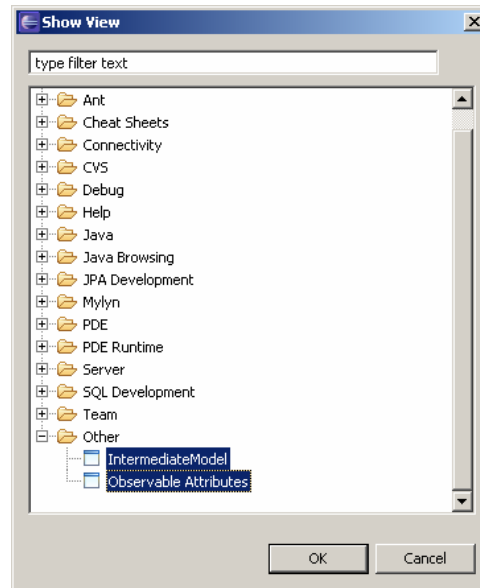 Show View
type filter text
Ant
Cheat Sheets
Connectivity
CVS
Debug
Help
Java
Java Browsing
JPA Development
Mylyn
PDE
PDE Runtime
Server
SQL Development
Team
Other
IntermediateModel
Observable Attributes
OK Cancel